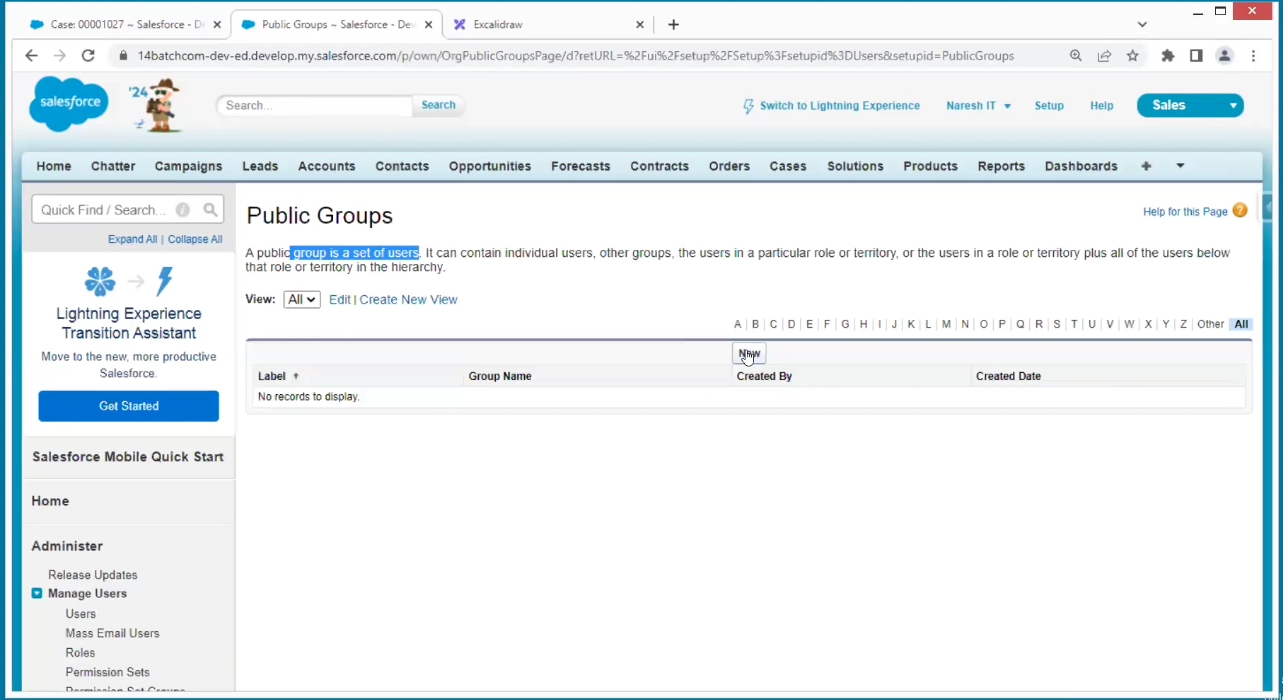 Case: 00001027 ~ Salesforce - De
Public Groups ~ Salesforce - Dev
Excalidraw
14batchcom-dev-ed.develop.my.salesforce.com/p/own/OrgPublicGroupsPage/d?retURL=%2Fui%2Fsetup%2FSetup%3Fsetupid%3DUsers&setupid=PublicGroups
salesforce
'24
Search...
Search
Switch to Lightning Experience
Naresh IT
Setup
Help
Sales
Home Chatter Campaigns Leads Accounts Contacts Opportunities Forecasts Contracts Orders Cases Solutions Products Reports Dashboards +
Quick Find / Search...
Expand All | Collapse All
Lightning Experience
Transition Assistant
Move to the new, more productive
Salesforce.
Get Started
Salesforce Mobile Quick Start
Home
Administer
Release Updates
Manage Users
Users
Mass Email Users
Roles
Permission Sets
Permission Set Groups
Public Groups
Help for this Page
A public group is a set of users. It can contain individual users, other groups, the users in a particular role or territory, or the users in a role or territory plus all of the users below
that role or territory in the hierarchy.
View: All Edit | Create New View
A | B | C | D | E | F | G | H | I | J | K | L | M | N | O | P | Q | R | S | T | U | V | W | X | Y | Z | Other All
New
Label Group Name Created By Created Date
No records to display.